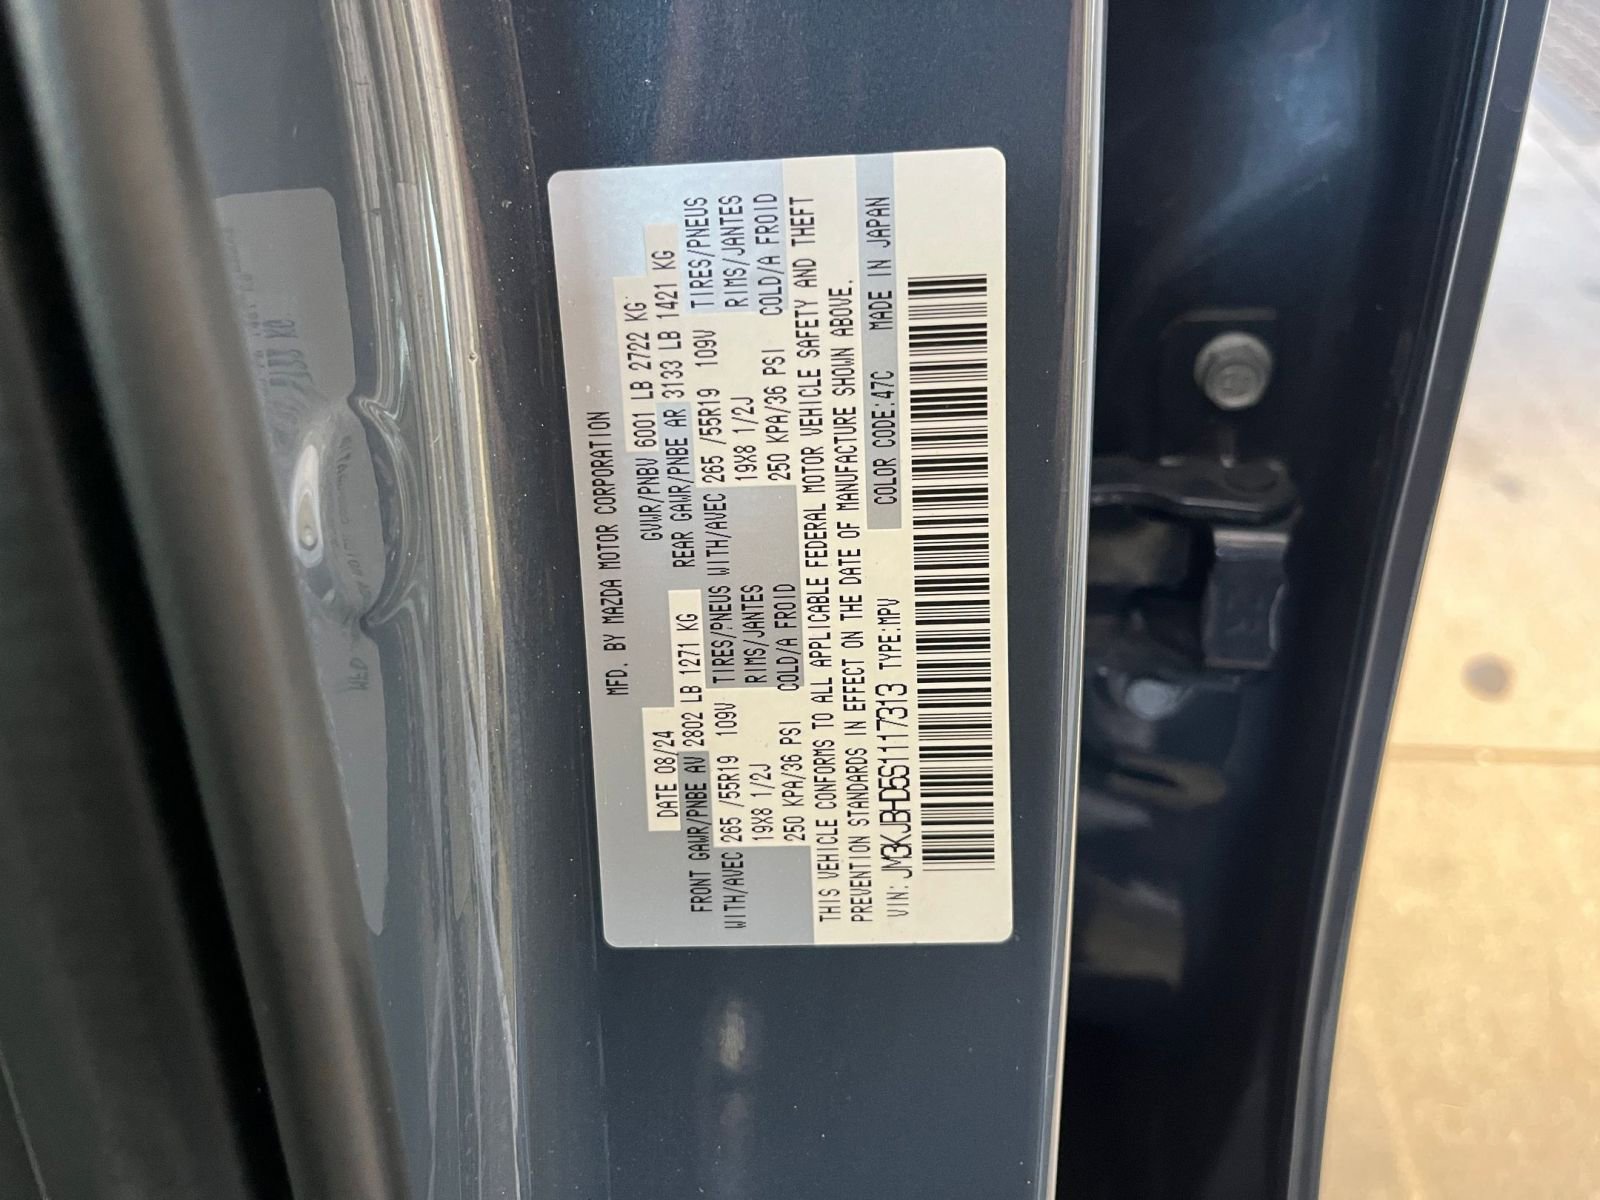 MFD. BY MAZDA MOTOR CORPORATION
DATE 08/24 GVWR/PNBV 6001 LB 2722 KG
FRONT GAWR/PNBE AV 2802 LB 1271 KG REAR GAWR/PNBE AR 3133 LB 1421 KG
WITH/AVEC 265 /55R19 109V TIRES/PNEUS WITH/AVEC 265 /55R19 109V TIRES/PNEUS
19X8 1/2J RIMS/JANTES 19X8 1/2J RIMS/JANTES
250 KPA/36 PSI COLD/A FROID 250 KPA/36 PSI COLD/A FROID
THIS VEHICLE CONFORMS TO ALL APPLICABLE FEDERAL MOTOR VEHICLE SAFETY AND THEFT
PREVENTION STANDARDS IN EFFECT ON THE DATE OF MANUFACTURE SHOWN ABOVE.
VIN: JM3KJBHD5S1117313 TYPE:MPV COLOR CODE:47C MADE IN JAPAN